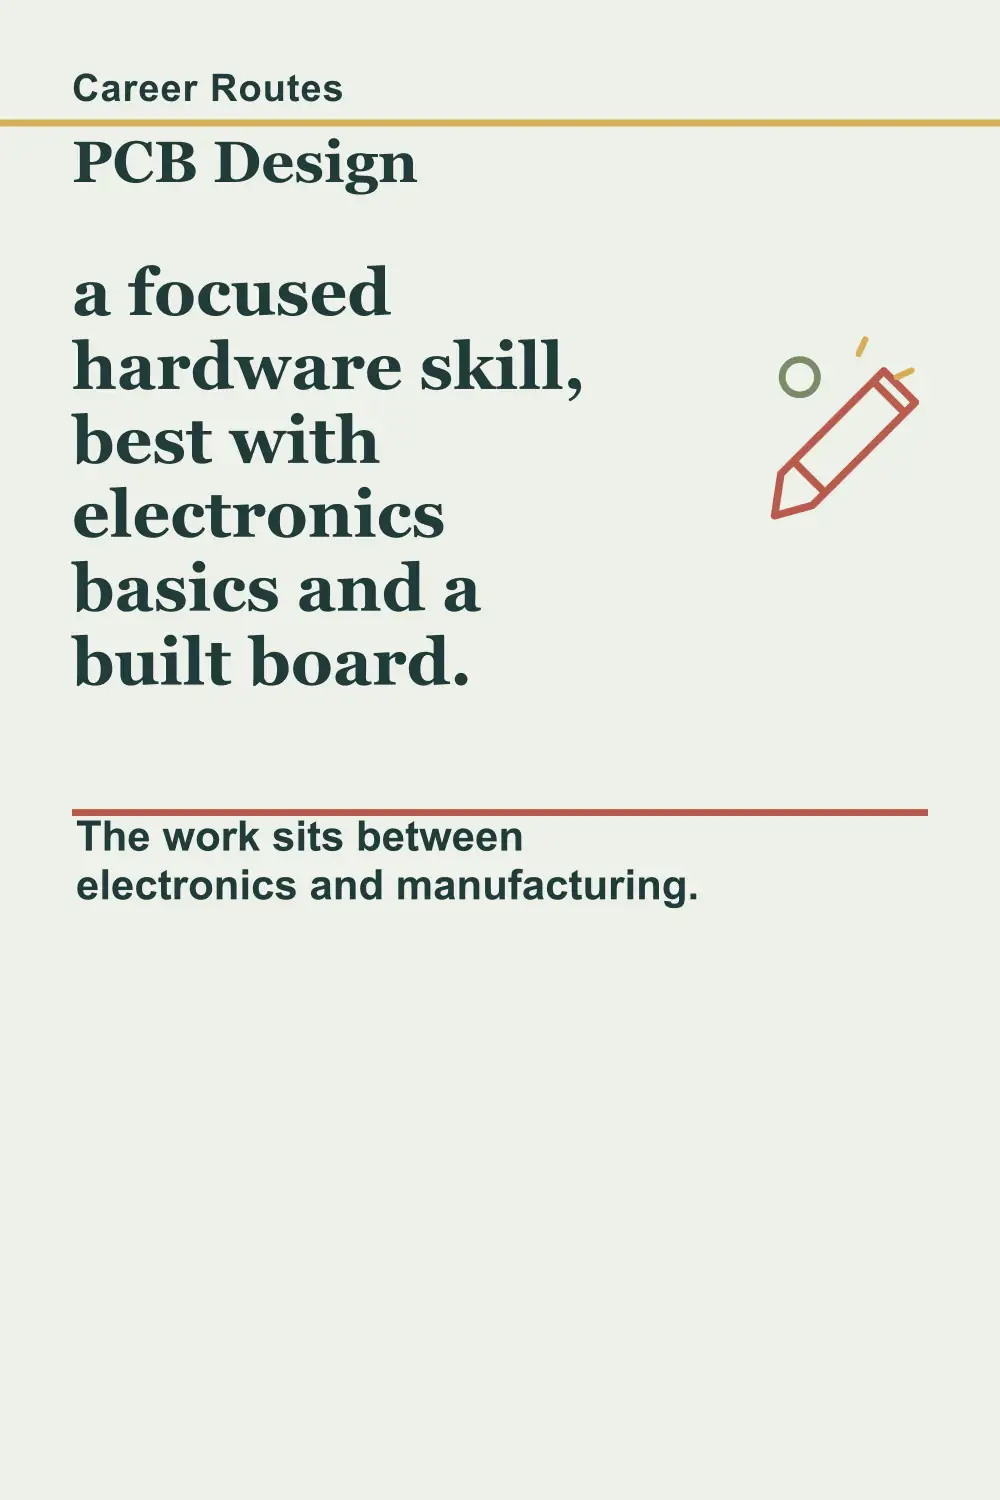 Career Routes
PCB Design
a focused
hardware skill,
best with
electronics
basics and a
built board.
The work sits between
electronics and manufacturing.